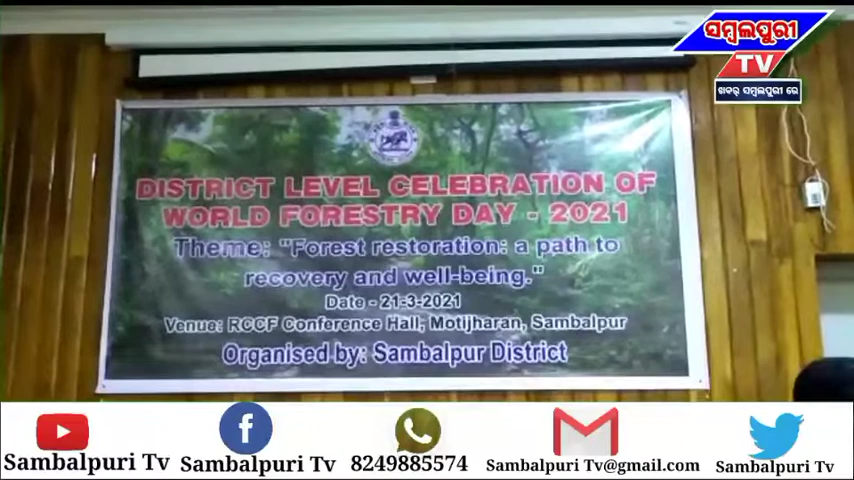 ସମ୍ବଲପୁରୀ
TV
ଖବର୍ ସମ୍ବଲପୁରୀ ରେ
DISTRICT LEVEL CELEBRATION OF
WORLD FORESTRY DAY - 2021
Theme: "Forest restoration: a path to
recovery and well-being."
Date - 21-3-2021
Venue: RCCF Conference Hall, Motijharan, Sambalpur
Organised by: Sambalpur District
Sambalpuri Tv Sambalpuri Tv 8249885574 Sambalpuri Tv@gmail.com Sambalpuri Tv